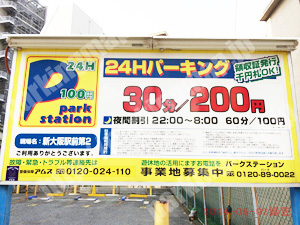 24H
100円
park
station
24Hパーキング
領収証発行
千円札OK!
30分/200円
夜間割引 22:00~8:00 60分/100円
現場名: 新大阪駅前第2
ご利用ありがとうございます。
故障・緊急・トラブル等連絡先は
アムス 0120-024-110
遊休地の活用にまずお電話を パークステーション
事業地募集中 0120-89-0022